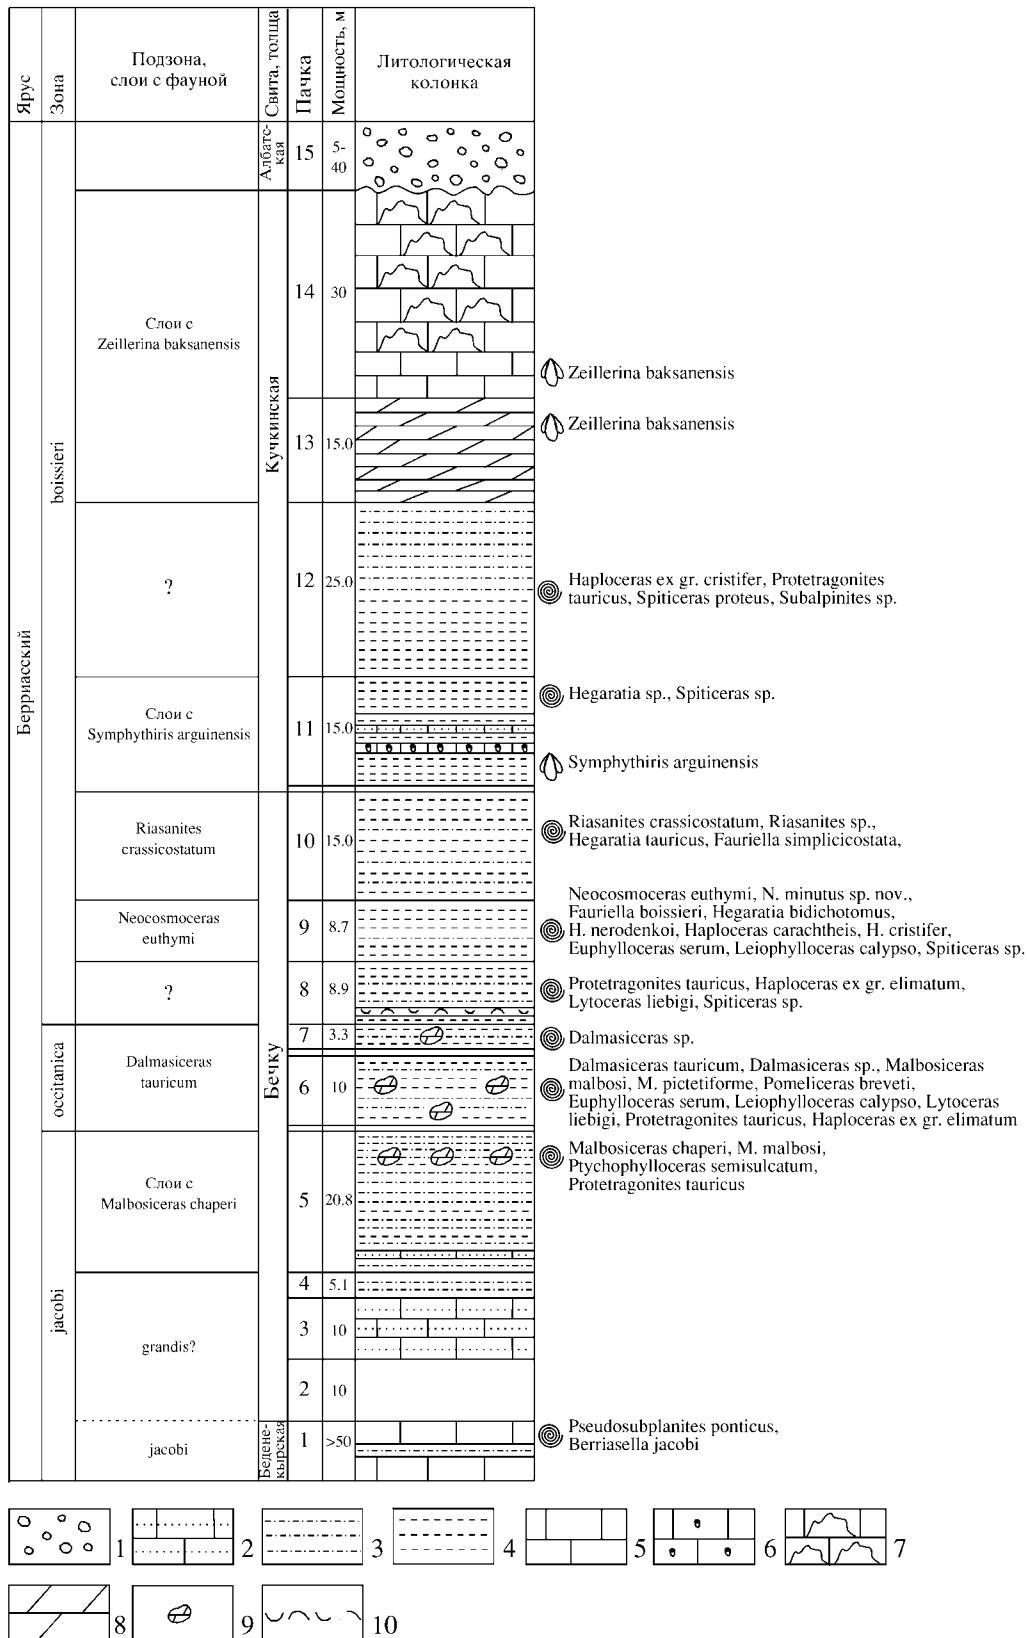 Ярус
Зона
Подзона,
слои с фауной
Свита, толща
Пачка
Мощность, м
Литологическая
колонка
Берриасский
boissieri
occitanica
jacobi
Албатс-
кая
15
5-
40
Слои с
Zeillerina baksanensis
Кучкинская
14
30
Zeillerina baksanensis
13
15.0
Zeillerina baksanensis
?
12
25.0
Haploceras ex gr. cristifer, Protetragonites
tauricus, Spiticeras proteus, Subalpinites sp.
Слои с
Symphythiris arguinensis
11
15.0
Hegaratia sp., Spiticeras sp.
Symphythiris arguinensis
Riasanites
crassicostatum
Бечку
10
15.0
Riasanites crassicostatum, Riasanites sp.,
Hegaratia tauricus, Fauriella simplicicostata,
Neocosmoceras
euthymi
9
8.7
Neocosmoceras euthymi, N. minutus sp. nov.,
Fauriella boissieri, Hegaratia bidichotomus,
H. nerodenkoi, Haploceras carachtheis, H. cristifer,
Euphylloceras serum, Leiophylloceras calypso, Spiticeras sp.
?
8
8.9
Protetragonites tauricus, Haploceras ex gr. elimatum,
Lytoceras liebigi, Spiticeras sp.
Dalmasiceras
tauricum
7
3.3
Dalmasiceras sp.
6
10
Dalmasiceras tauricum, Dalmasiceras sp., Malbosiceras
malbosi, M. pictetiforme, Pomeliceras breveti,
Euphylloceras serum, Leiophylloceras calypso, Lytoceras
liebigi, Protetragonites tauricus, Haploceras ex gr. elimatum
Слои с
Malbosiceras chaperi
5
20.8
Malbosiceras chaperi, M. malbosi,
Ptychophylloceras semisulcatum,
Protetragonites tauricus
grandis?
4
5.1
3
10
2
10
jacobi
Бедене-
кырская
1
>50
Pseudosubplanites ponticus,
Berriasella jacobi
1
2
3
4
5
6
7
8
9
10